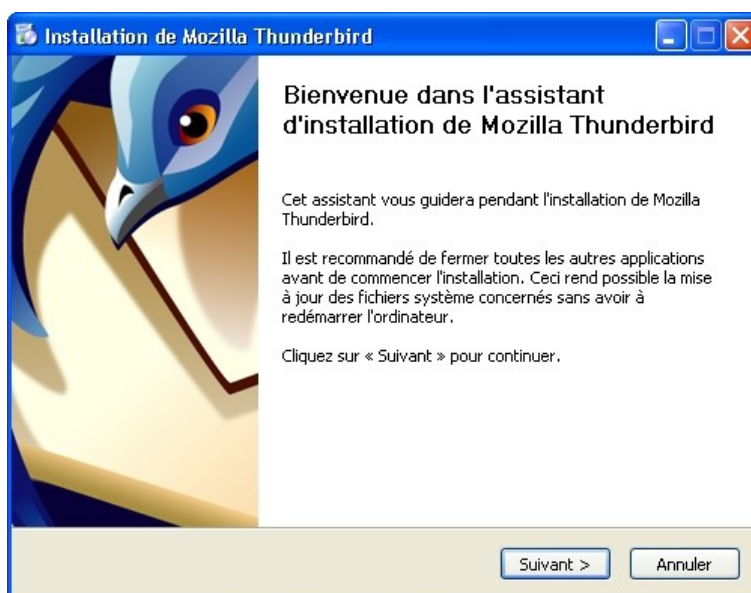 Installation de Mozilla Thunderbird
Bienvenue dans l'assistant
d'installation de Mozilla Thunderbird
Cet assistant vous guidera pendant l'installation de Mozilla
Thunderbird.
Il est recommandé de fermer toutes les autres applications
avant de commencer l'installation. Ceci rend possible la mise
à jour des fichiers système concernés sans avoir à
redémarrer l'ordinateur.
Cliquez sur « Suivant » pour continuer.
Suivant >
Annuler